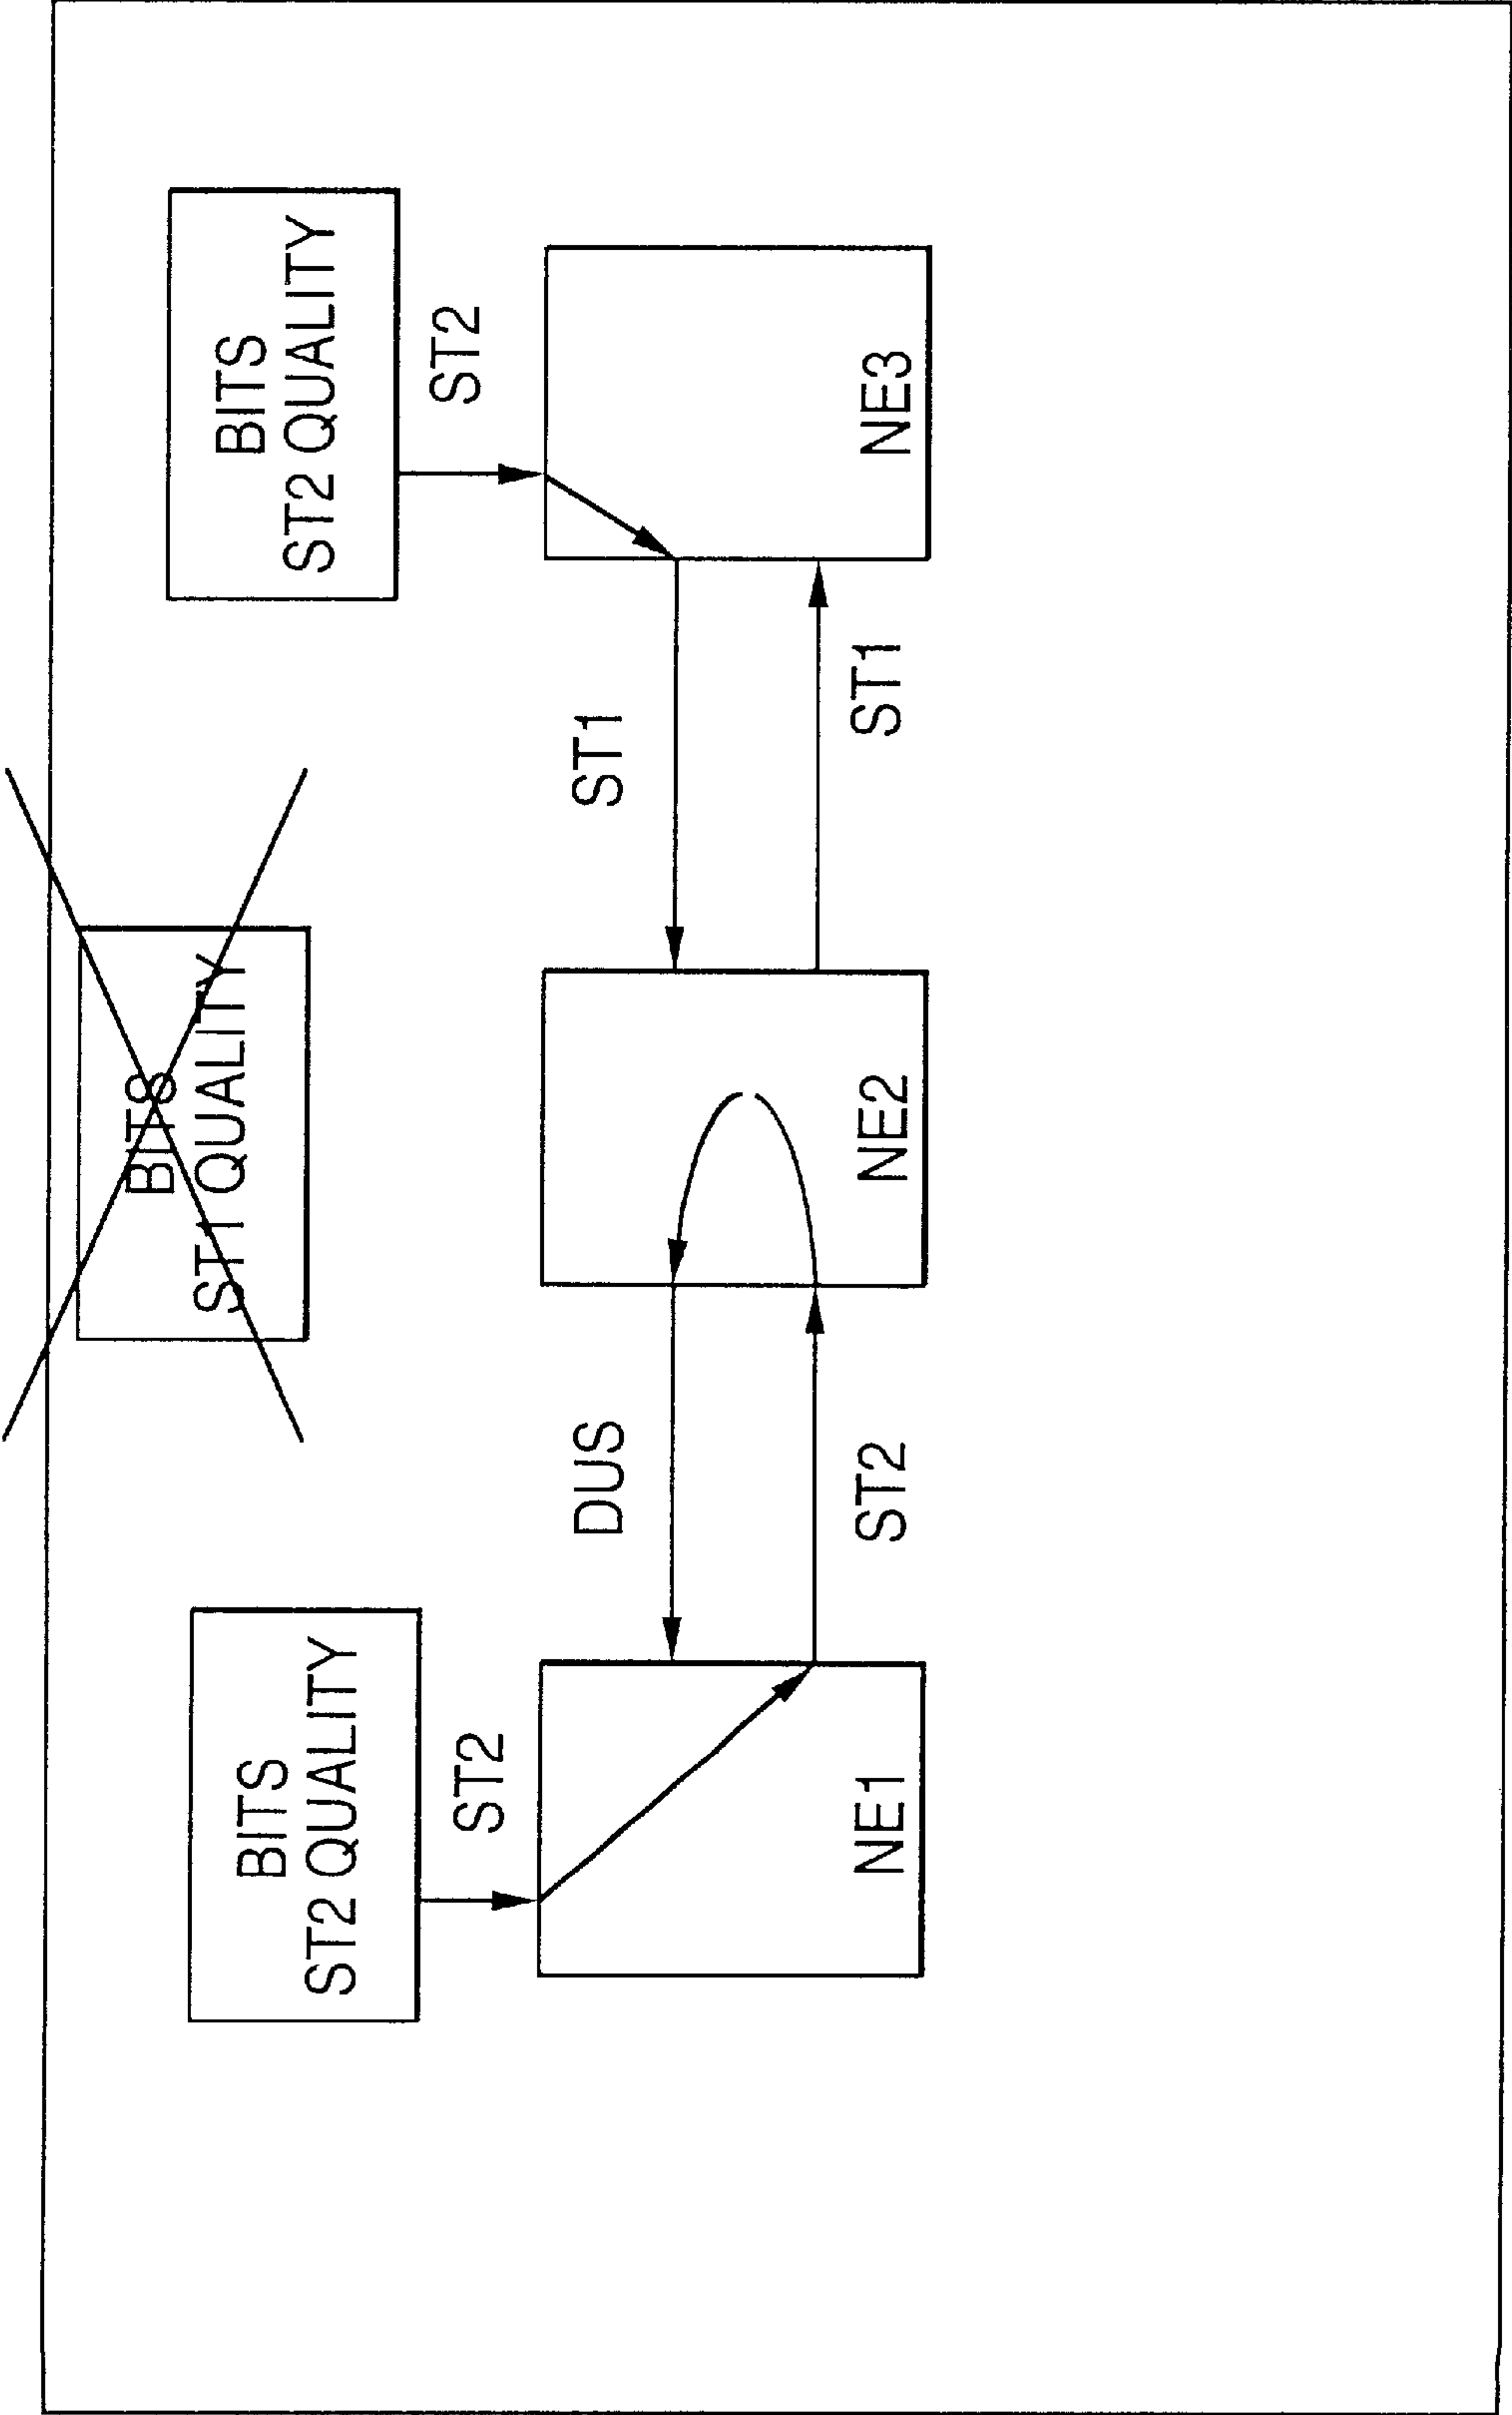 BITS
ST1 QUALITY
BITS
ST2 QUALITY
BITS
ST2 QUALITY
ST2
ST2
DUS
ST1
ST2
ST1
NE1
NE2
NE3